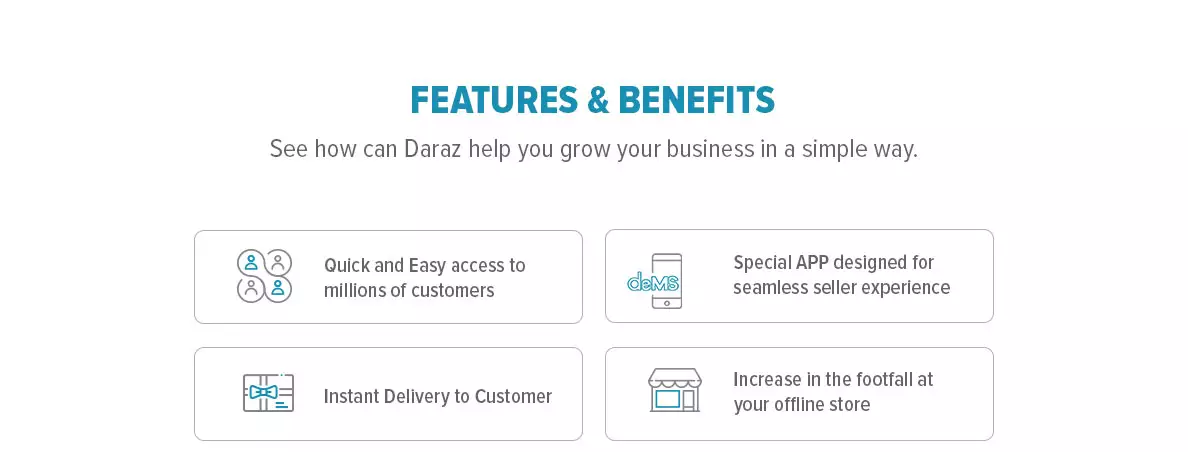 FEATURES & BENEFITS
See how can Daraz help you grow your business in a simple way.
Quick and Easy access to
millions of customers
deMS
Special APP designed for
seamless seller experience
Instant Delivery to Customer
Increase in the footfall at
your offline store